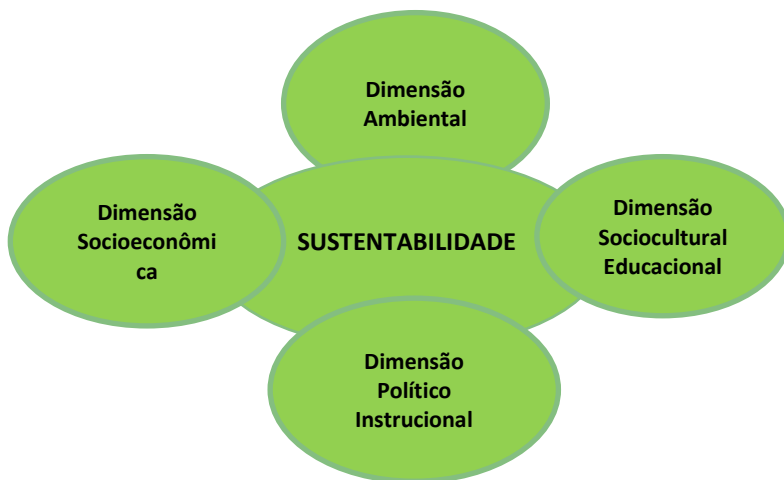 Dimensão
Ambiental
Dimensão
Socioeconômi
ca
SUSTENTABILIDADE
Dimensão
Sociocultural
Educacional
Dimensão
Político
Instrucional